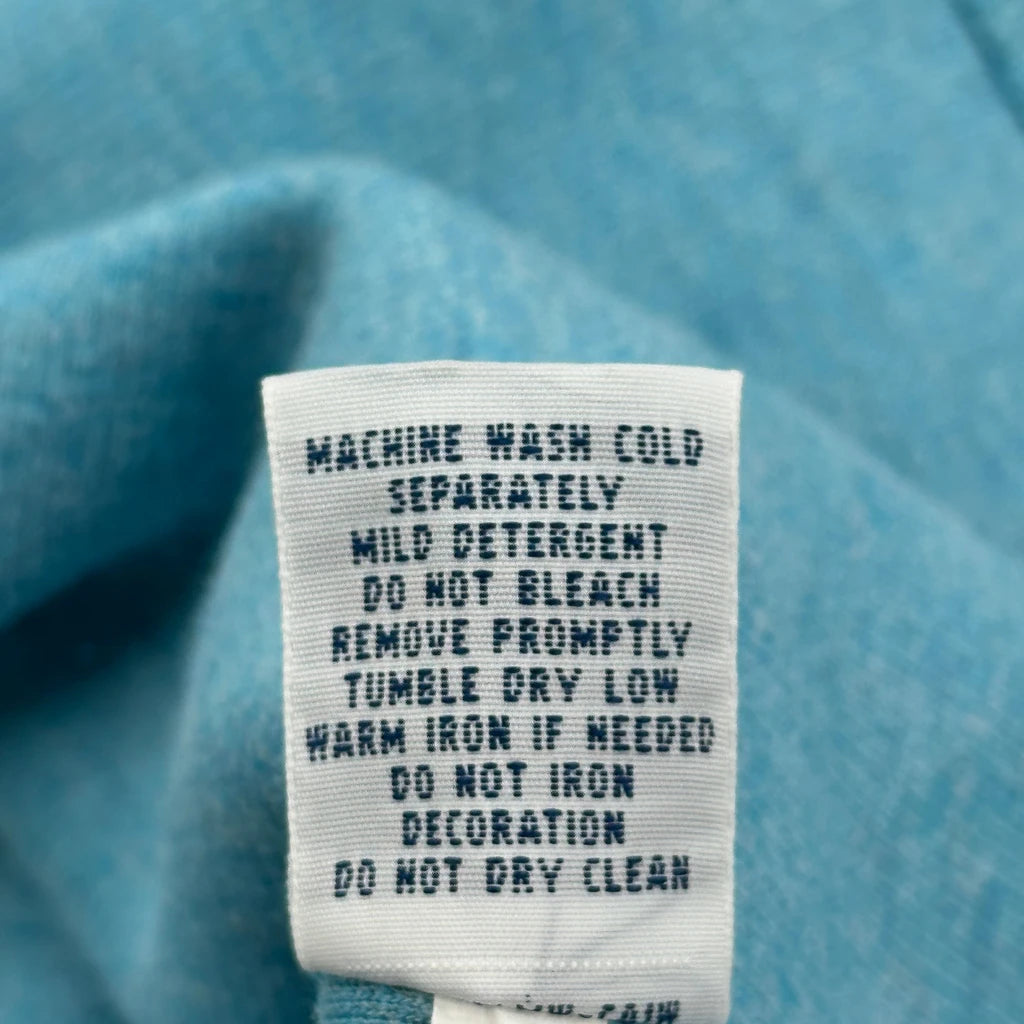 MACHINE WASH COLD
SEPARATELY
MILD DETERGENT
DO NOT BLEACH
REMOVE PROMPTLY
TUMBLE DRY LOW
WARM IRON IF NEEDED
DO NOT IRON
DECORATION
DO NOT DRY CLEAN